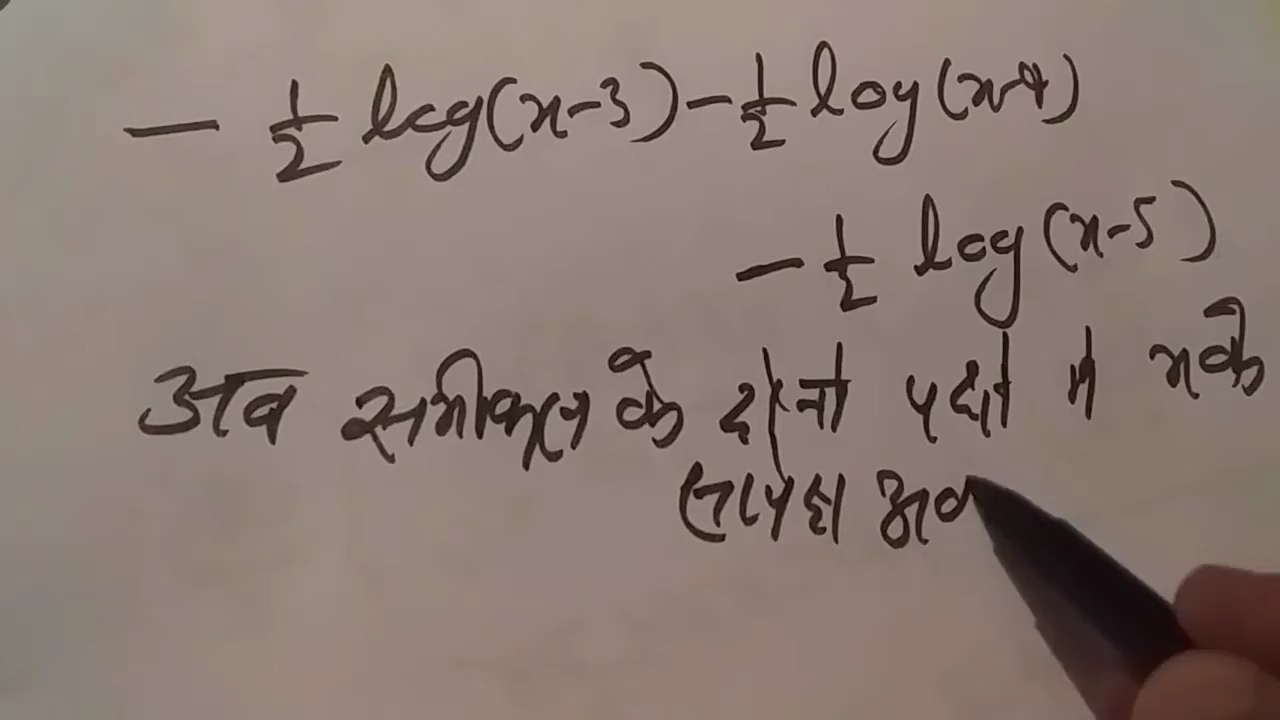 - 1/2 log(x-3) - 1/2 log(x-4)
- 1/2 log(x-5)
अब समीकरण के दोनों पक्षों में x के
सापेक्ष अव